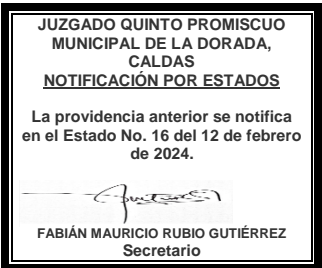 JUZGADO QUINTO PROMISCUO
MUNICIPAL DE LA DORADA,
CALDAS
NOTIFICACIÓN POR ESTADOS
La providencia anterior se notifica
en el Estado No. 16 del 12 de febrero
de 2024.
FABIÁN MAURICIO RUBIO GUTIÉRREZ
Secretario